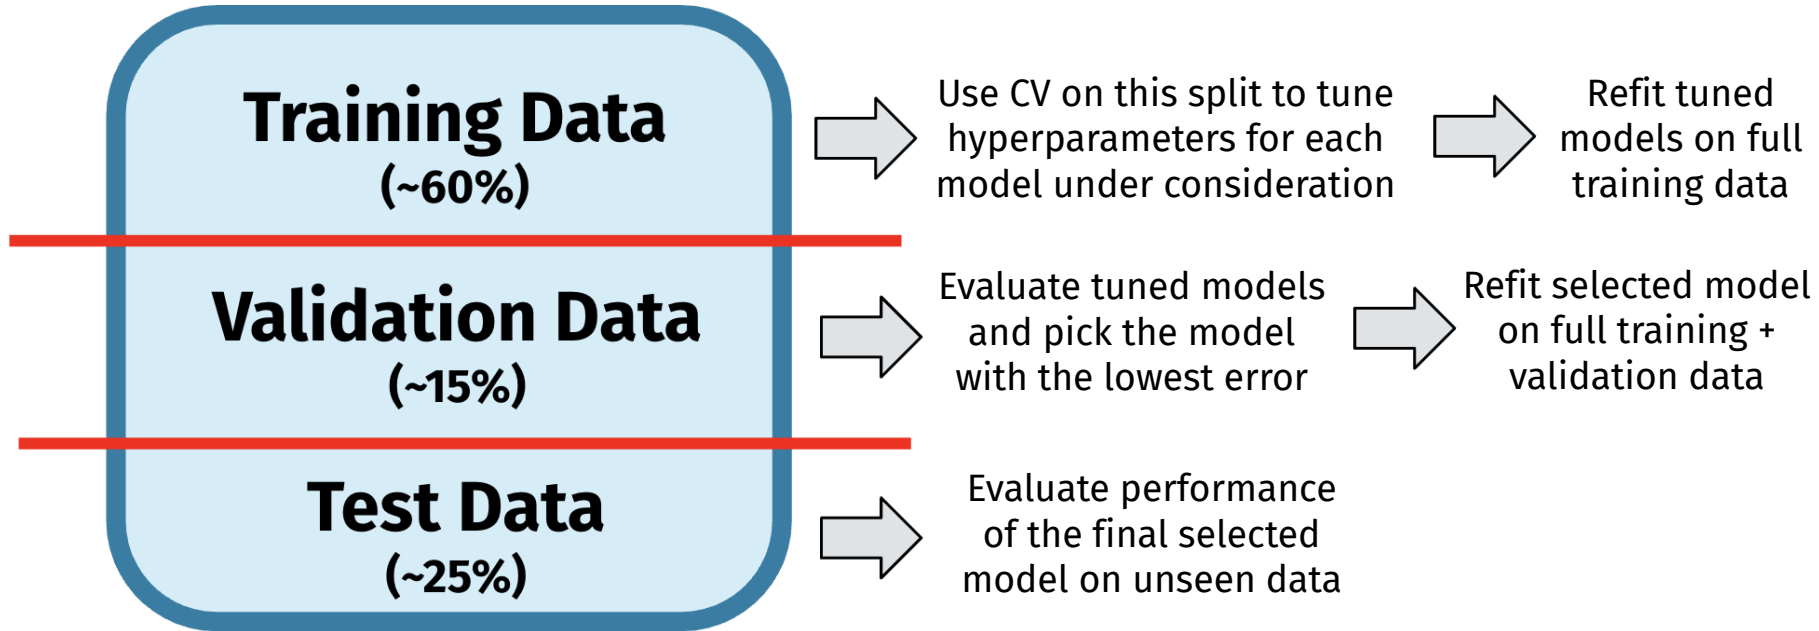 Training Data
(~60%)
Use CV on this split to tune
hyperparameters for each
model under consideration
Refit tuned
models on full
training data
Validation Data
(~15%)
Evaluate tuned models
and pick the model
with the lowest error
Refit selected model
on full training +
validation data
Test Data
(~25%)
Evaluate performance
of the final selected
model on unseen data